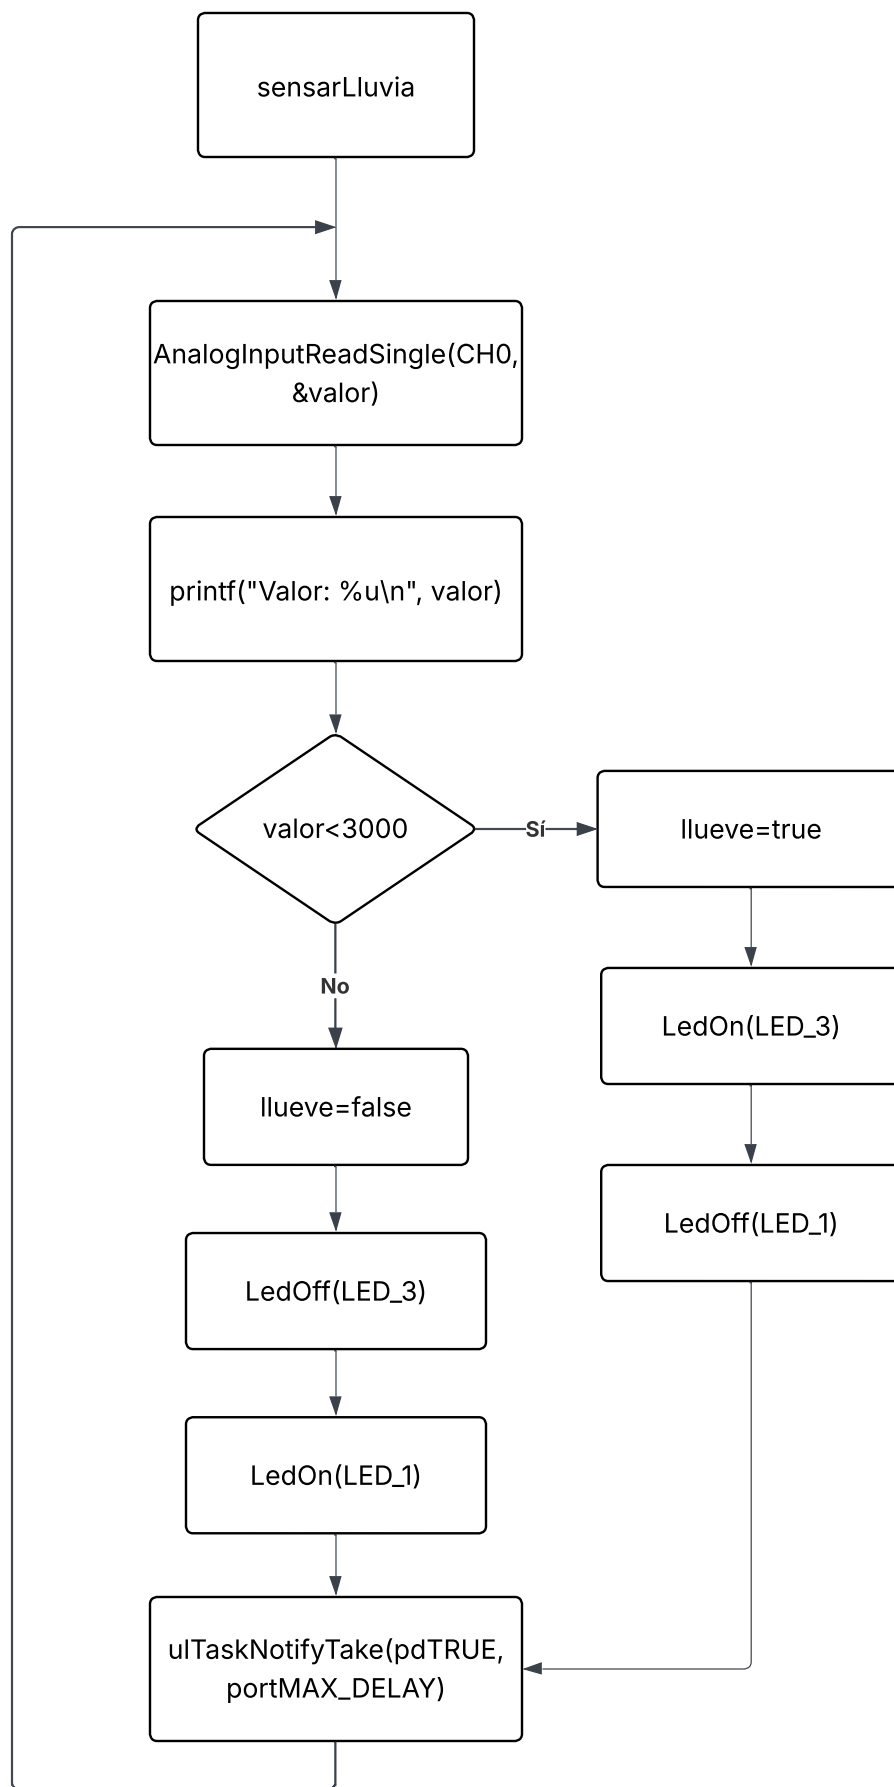 sensarLluvia
AnalogInputReadSingle(CH0,
&valor)
printf("Valor: %u\n", valor)
valor<3000
Sí
llueve=true
No
LedOn(LED_3)
llueve=false
LedOff(LED_1)
LedOff(LED_3)
LedOn(LED_1)
ulTaskNotifyTake(pdTRUE,
portMAX_DELAY)